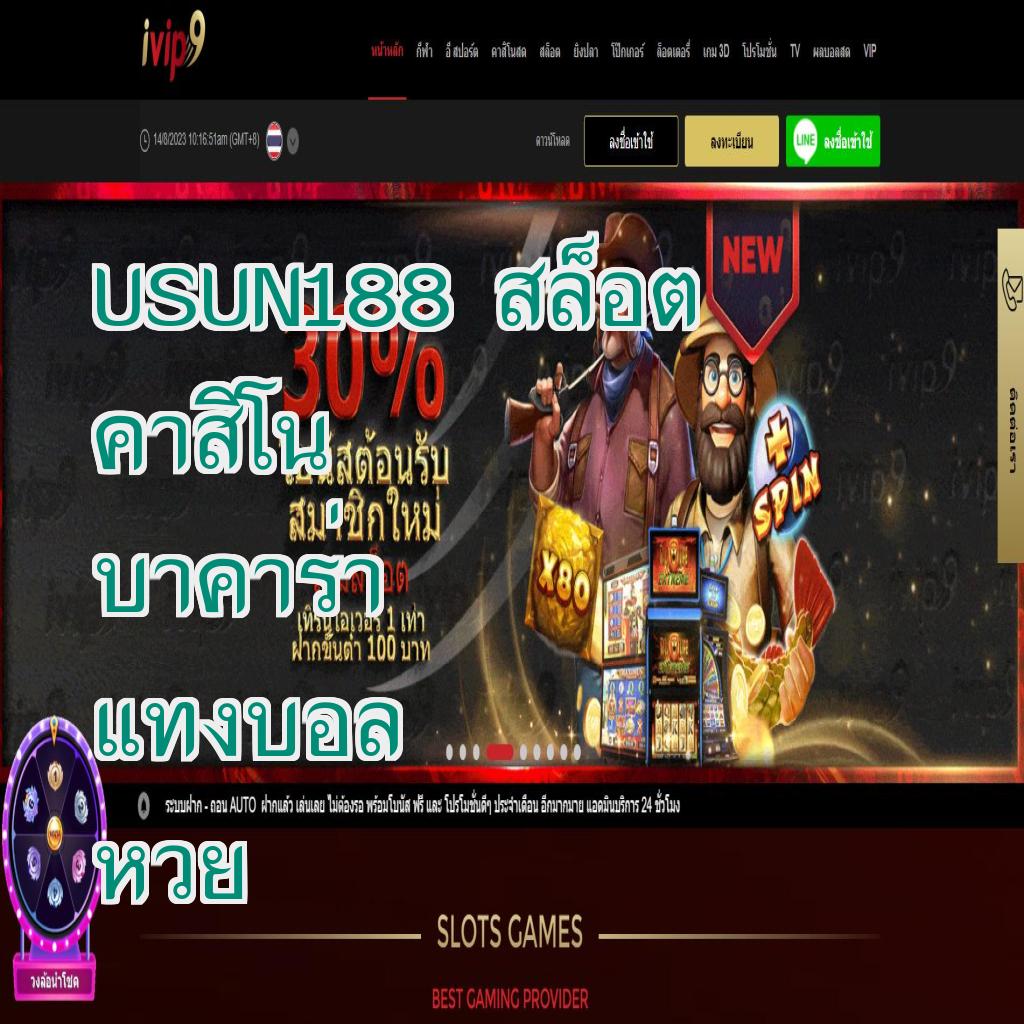 ivip9
หน้าหลัก กีฬา อี สปอร์ต คาสิโนสด สล็อต ยิงปลา โป๊กเกอร์ ล็อตเตอรี่ เกม 3D โปรโมชั่น TV ผลบอลสด VIP
14/8/2023 10:16:51am (GMT+8)
ดาวน์โหลด ลงชื่อเข้าใช้ ลงทะเบียน LINE ลงชื่อเข้าใช้
NEW
USUN188 สล็อต
30%
คาสิโน
ติดต่อเรา
สมาชิกใหม่
SPIN
บาคาร่า
X80
เทิร์นโอเวอร์ 1 เท่า
ฝากขั้นต่ำ 100 บาท
แทงบอล
ระบบฝาก - ถอน AUTO ฝากแล้ว เล่นเลย ไม่ต้องรอ พร้อมโบนัส ฟรี และ โปรโมชั่นดีๆ ประจำเดือน อีกมากมาย แอดมินบริการ 24 ชั่วโมง
หวย
SLOTS GAMES
วงล้อนำโชค
BEST GAMING PROVIDER